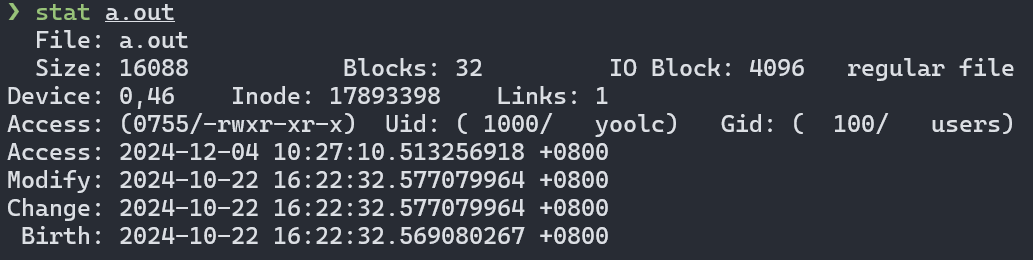 ❯ stat a.out
  File: a.out
  Size: 16088           Blocks: 32         IO Block: 4096   regular file
Device: 0,46    Inode: 17893398    Links: 1
Access: (0755/-rwxr-xr-x)  Uid: ( 1000/   yoolc)   Gid: (  100/   users)
Access: 2024-12-04 10:27:10.513256918 +0800
Modify: 2024-10-22 16:22:32.577079964 +0800
Change: 2024-10-22 16:22:32.577079964 +0800
 Birth: 2024-10-22 16:22:32.569080267 +0800